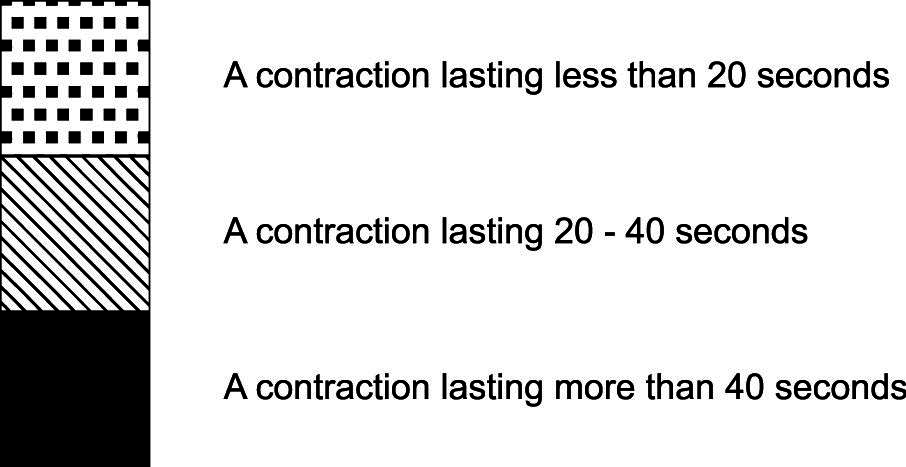 A contraction lasting less than 20 seconds
A contraction lasting 20 - 40 seconds
A contraction lasting more than 40 seconds